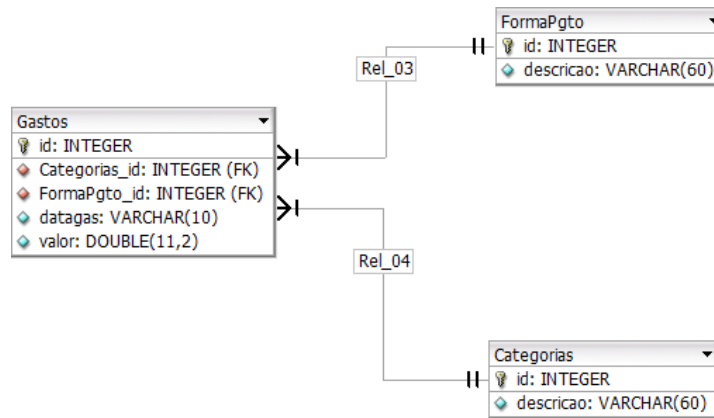 FormaPgto
id: INTEGER
descricao: VARCHAR(60)
Rel_03
Gastos
id: INTEGER
Categorias_id: INTEGER (FK)
FormaPgto_id: INTEGER (FK)
datagas: VARCHAR(10)
valor: DOUBLE(11,2)
Rel_04
Categorias
id: INTEGER
descricao: VARCHAR(60)